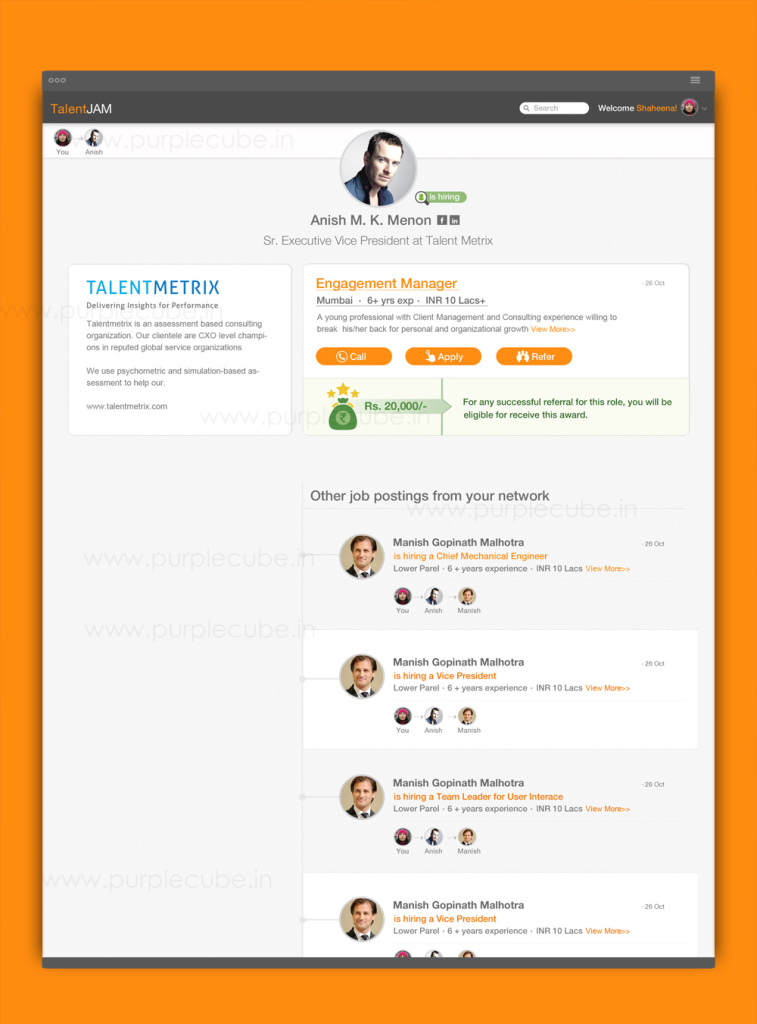 TalentJAM
Search
Welcome Shaheena!
www.purplecube.in
You
Anish
is hiring
Anish M. K. Menon
Sr. Executive Vice President at Talent Metrix
TALENTMETRIX
Delivering Insights for Performance
Talentmetrix is an assessment based consulting
organization. Our clientele are CXO level champi-
ons in reputed global service organizations
We use psychometric and simulation-based as-
sessment to help our.
www.talentmetrix.com
Engagement Manager
- 26 Oct
Mumbai · 6+ yrs exp · INR 10 Lacs+
A young professional with Client Management and Consulting experience willing to
break his/her back for personal and organizational growth View More>>
Call
Apply
Refer
Rs. 20,000/-
For any successful referral for this role, you will be
eligible for receive this award.
www.purplecube.in
www.purplecube.in
Other job postings from your network
www.purplecube.in
Manish Gopinath Malhotra
- 26 Oct
is hiring a Chief Mechanical Engineer
Lower Parel - 6 + years experience - INR 10 Lacs View More>>
www.purplecube.in
You
Anish
Manish
www.purplecube.in
Manish Gopinath Malhotra
- 26 Oct
is hiring a Vice President
Lower Parel - 6 + years experience - INR 10 Lacs View More>>
You
Anish
Manish
Manish Gopinath Malhotra
- 26 Oct
is hiring a Team Leader for User Interace
Lower Parel - 6 + years experience - INR 10 Lacs View More>>
You
Anish
Manish
www.purplecube.in
Manish Gopinath Malhotra
- 26 Oct
is hiring a Vice President
Lower Parel - 6 + years experience - INR 10 Lacs View More>>